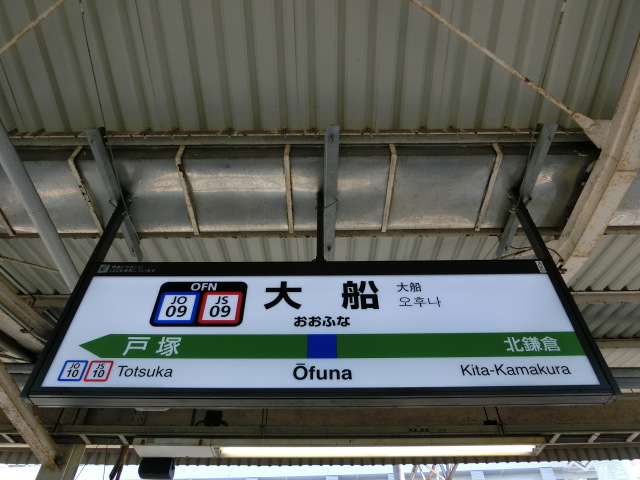 OFN
JO
09
JS
09
大船
おおふな
大船
오후나
戸塚
北鎌倉
JO
10
JS
10
Totsuka
Ōfuna
Kita-Kamakura